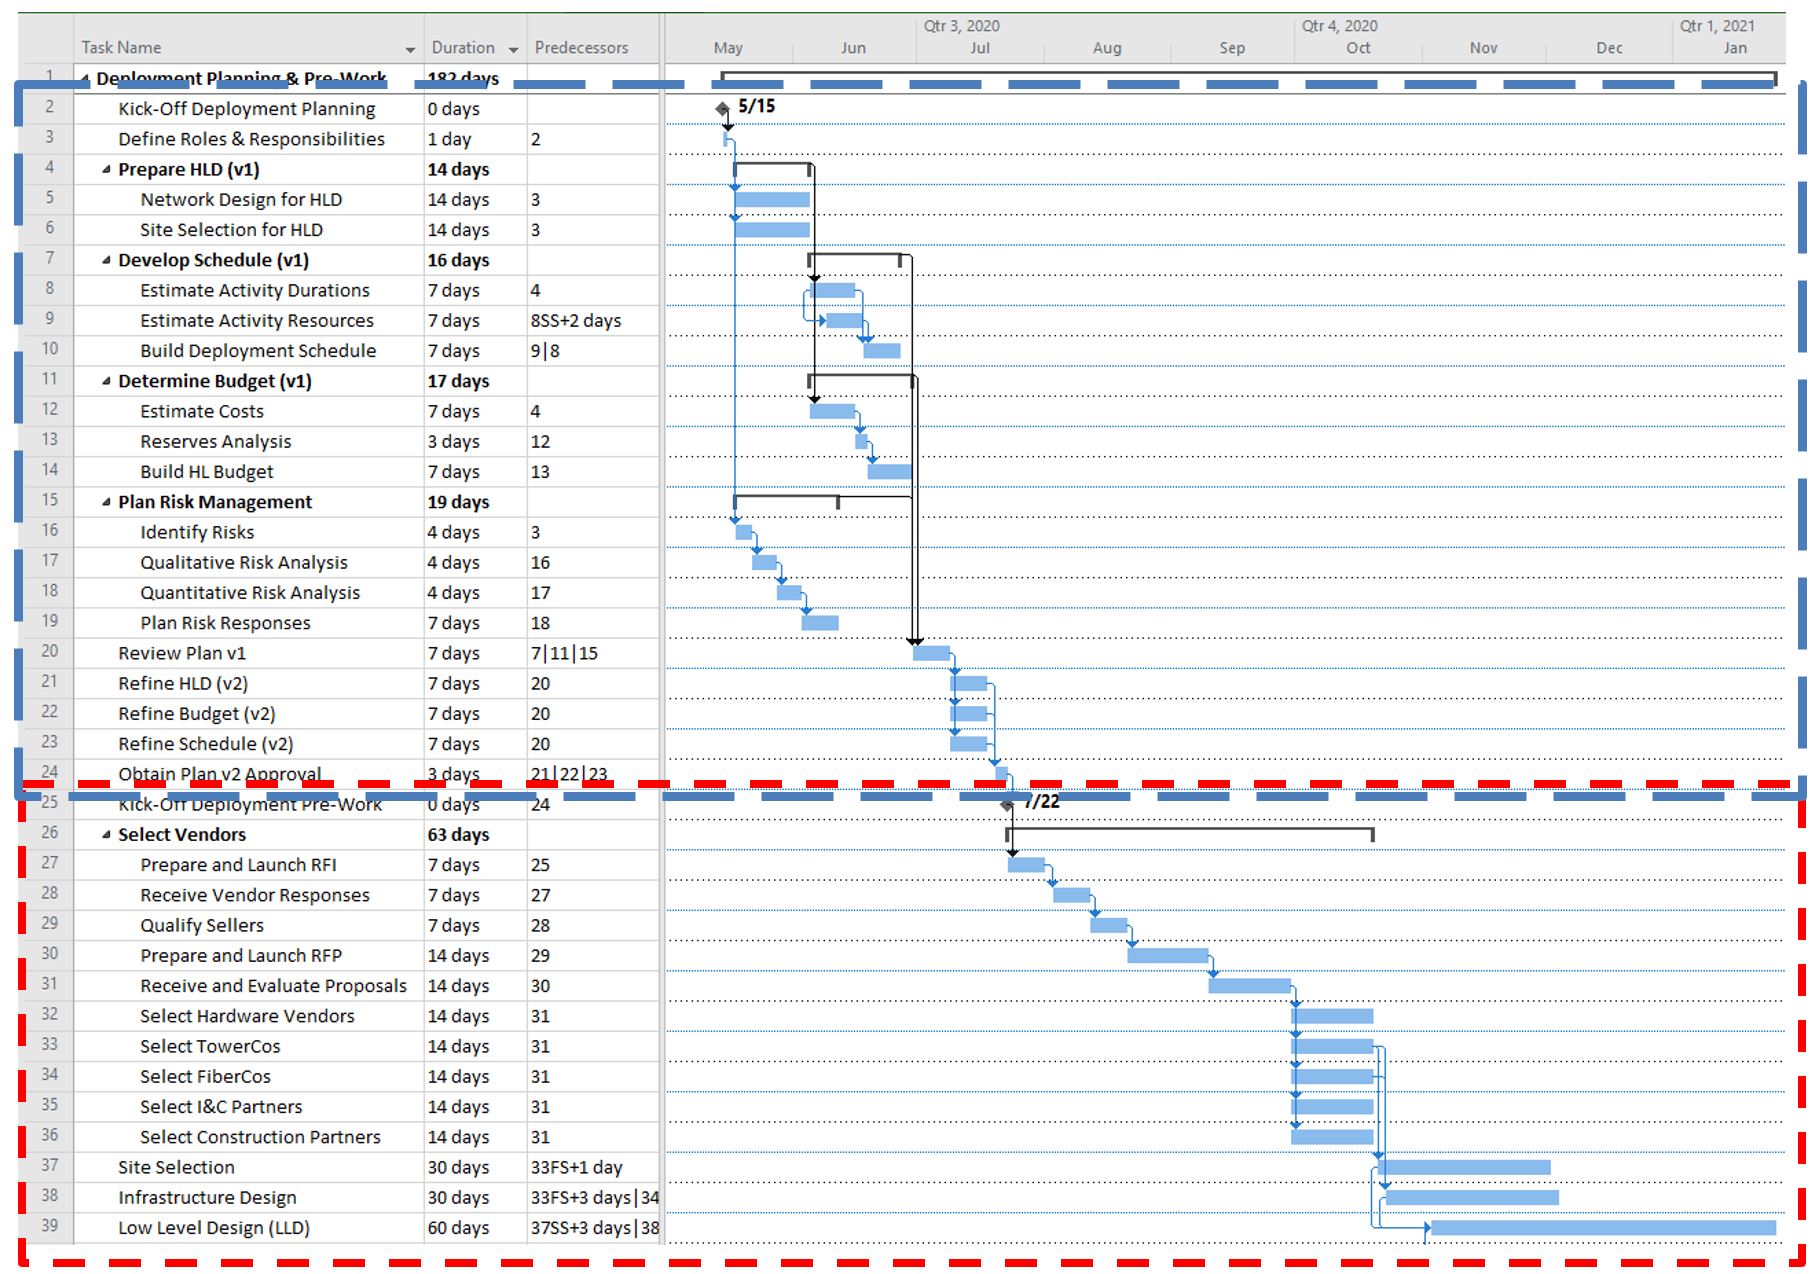 Qtr 3, 2020 Qtr 4, 2020 Qtr 1, 2021
Task Name Duration Predecessors May Jun Jul Aug Sep Oct Nov Dec Jan
1 Deployment Planning & Pre-Work 182 days
2 Kick-Off Deployment Planning 0 days 5/15
3 Define Roles & Responsibilities 1 day 2
4 Prepare HLD (v1) 14 days
5 Network Design for HLD 14 days 3
6 Site Selection for HLD 14 days 3
7 Develop Schedule (v1) 16 days
8 Estimate Activity Durations 7 days 4
9 Estimate Activity Resources 7 days 8SS+2 days
10 Build Deployment Schedule 7 days 9|8
11 Determine Budget (v1) 17 days
12 Estimate Costs 7 days 4
13 Reserves Analysis 3 days 12
14 Build HL Budget 7 days 13
15 Plan Risk Management 19 days
16 Identify Risks 4 days 3
17 Qualitative Risk Analysis 4 days 16
18 Quantitative Risk Analysis 4 days 17
19 Plan Risk Responses 7 days 18
20 Review Plan v1 7 days 7|11|15
21 Refine HLD (v2) 7 days 20
22 Refine Budget (v2) 7 days 20
23 Refine Schedule (v2) 7 days 20
24 Obtain Plan v2 Approval 3 days 21|22|23
25 Kick-Off Deployment Pre-Work 0 days 24 7/22
26 Select Vendors 63 days
27 Prepare and Launch RFI 7 days 25
28 Receive Vendor Responses 7 days 27
29 Qualify Sellers 7 days 28
30 Prepare and Launch RFP 14 days 29
31 Receive and Evaluate Proposals 14 days 30
32 Select Hardware Vendors 14 days 31
33 Select TowerCos 14 days 31
34 Select FiberCos 14 days 31
35 Select I&C Partners 14 days 31
36 Select Construction Partners 14 days 31
37 Site Selection 30 days 33FS+1 day
38 Infrastructure Design 30 days 33FS+3 days|34
39 Low Level Design (LLD) 60 days 37SS+3 days|38